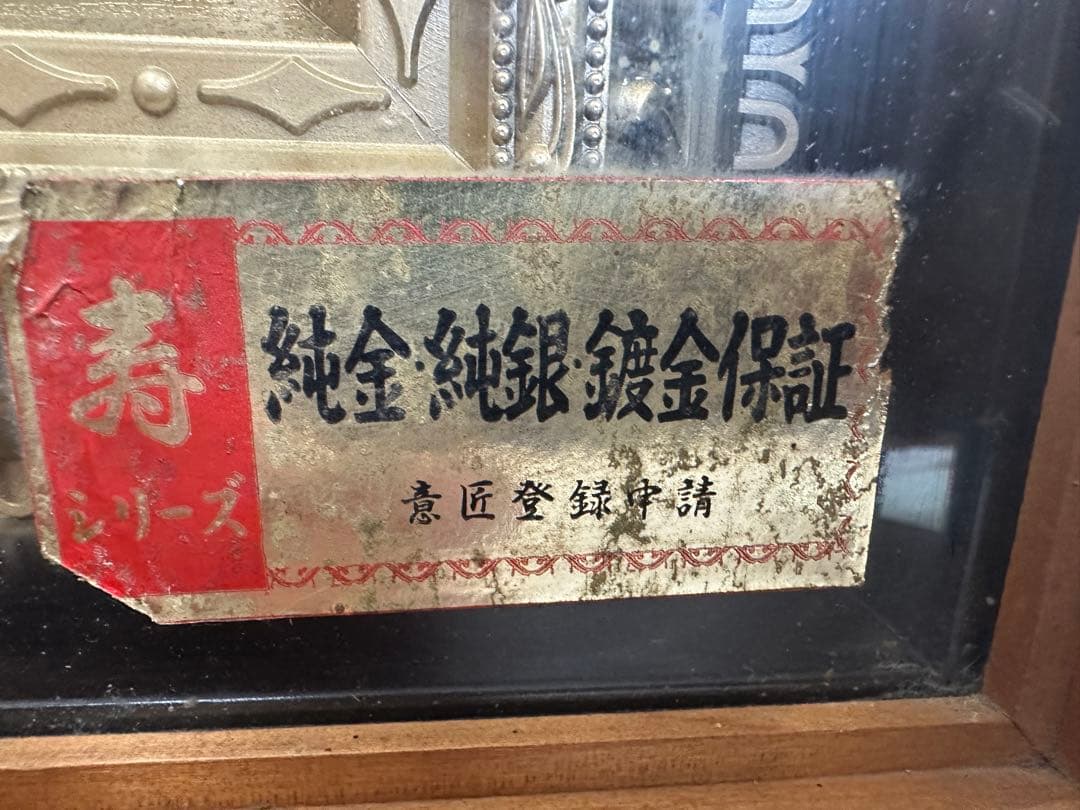 寿
シリーズ
純金・純銀・鍍金保証
意匠登録申請